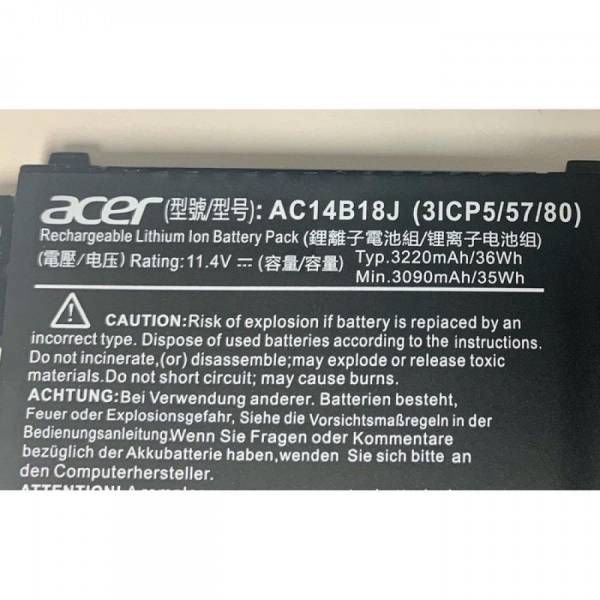 acer (型號/型号): AC14B18J (3ICP5/57/80)
Rechargeable Lithium Ion Battery Pack (鋰離子電池組/锂离子电池组)
(電壓/电压) Rating: 11.4V ⎓ (容量/容量) Typ.3220mAh/36Wh
Min.3090mAh/35Wh
CAUTION:Risk of explosion if battery is replaced by an
incorrect type. Dispose of used batteries according to the instructions.
Do not incinerate,(or) disassemble;may explode or release toxic
materials.Do not short circuit; may cause burns.
ACHTUNG:Bei Verwendung anderer. Batterien besteht,
Feuer oder Explosionsgefahr, Siehe die Vorsichtsmaßregeln in der
Bedienungsanleitung.Wenn Sie Fragen oder Kommentare
bezüglich der Akkubatterie haben,wenden Sie sich bitte an
den Computerhersteller.